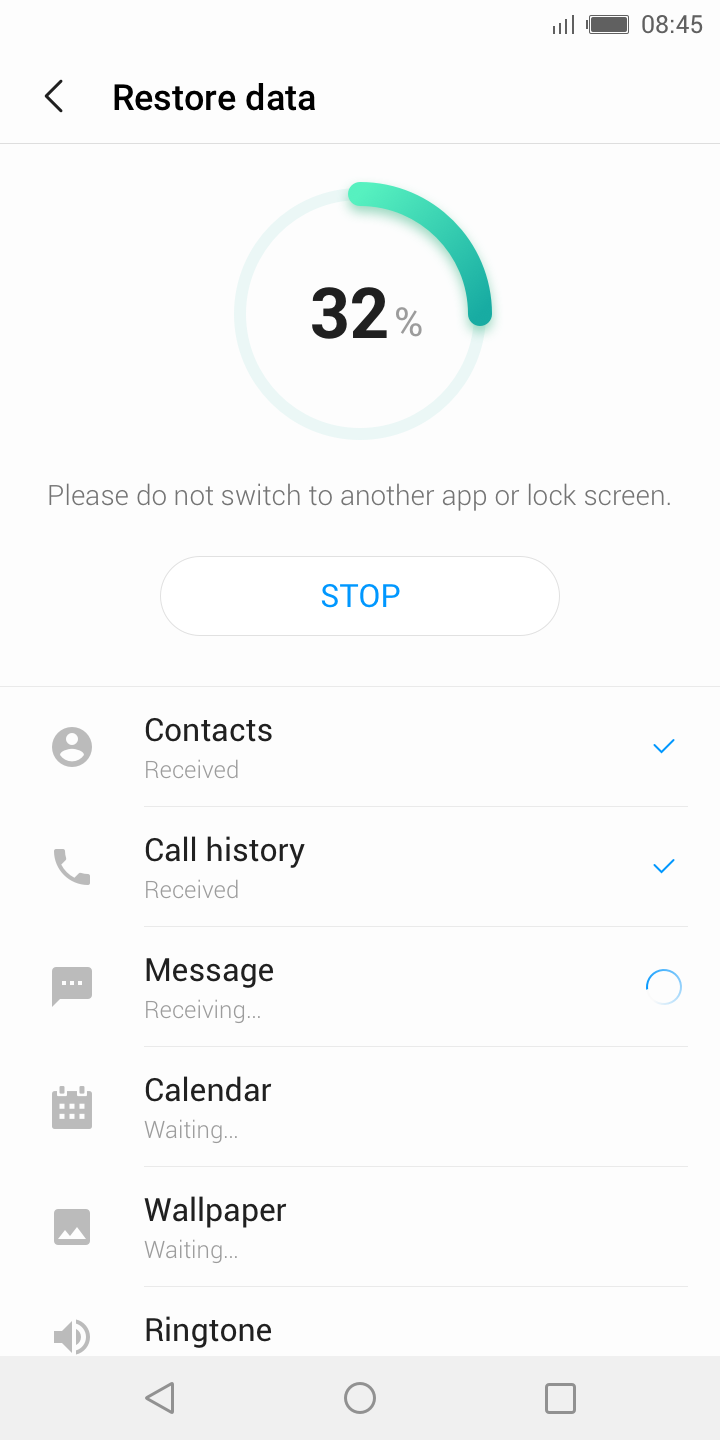 08:45
Restore data
32 %
Please do not switch to another app or lock screen.
STOP
Contacts
Received
Call history
Received
Message
Receiving...
Calendar
Waiting...
Wallpaper
Waiting...
Ringtone